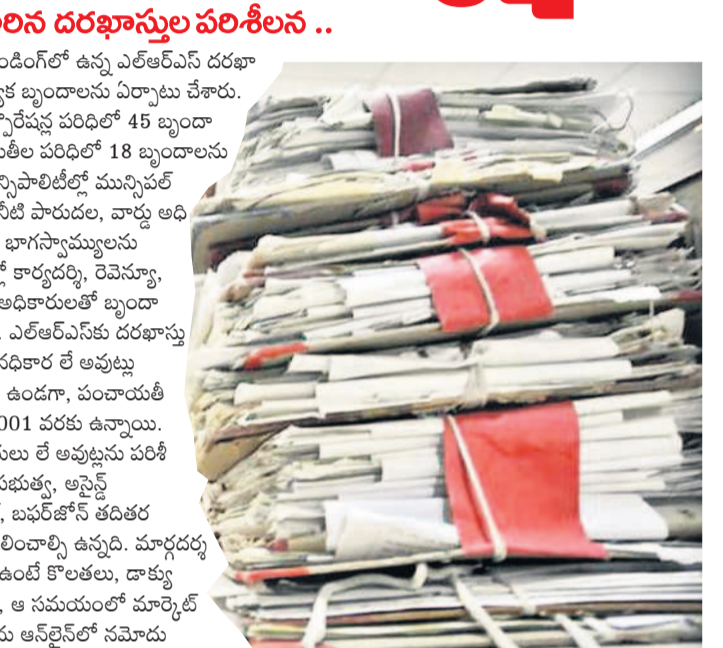 రిన దరఖాస్తుల పరిశీలన ..
ండింగ్‌లో ఉన్న ఎల్ఆర్ఎస్ దరఖా
క బృందాలను ఏర్పాటు చేశారు.
ర్పొరేషన్ల పరిధిలో 45 బృందా
తీల పరిధిలో 18 బృందాలను
న్సిపాలిటీల్లో మున్సిపల్
నీటి పారుదల, వార్డు అధి
భాగస్వామ్యులను
లో కార్యదర్శి, రెవెన్యూ,
అధికారులతో బృందా
. ఎల్ఆర్ఎస్‌కు దరఖాస్తు
నధికార లే అవుట్లు
ఉండగా, పంచాయతీ
001 వరకు ఉన్నాయి.
రులు లే అవుట్లను పరిశీ
పభుత్వ, అసైన్డ్
, బఫర్‌జోన్ తదితర
లించాల్సి ఉన్నది. మార్గదర్శ
ఉంటే కొలతలు, డాక్యు
, ఆ సమయంలో మార్కెట్
ను ఆన్‌లైన్‌లో నమోదు